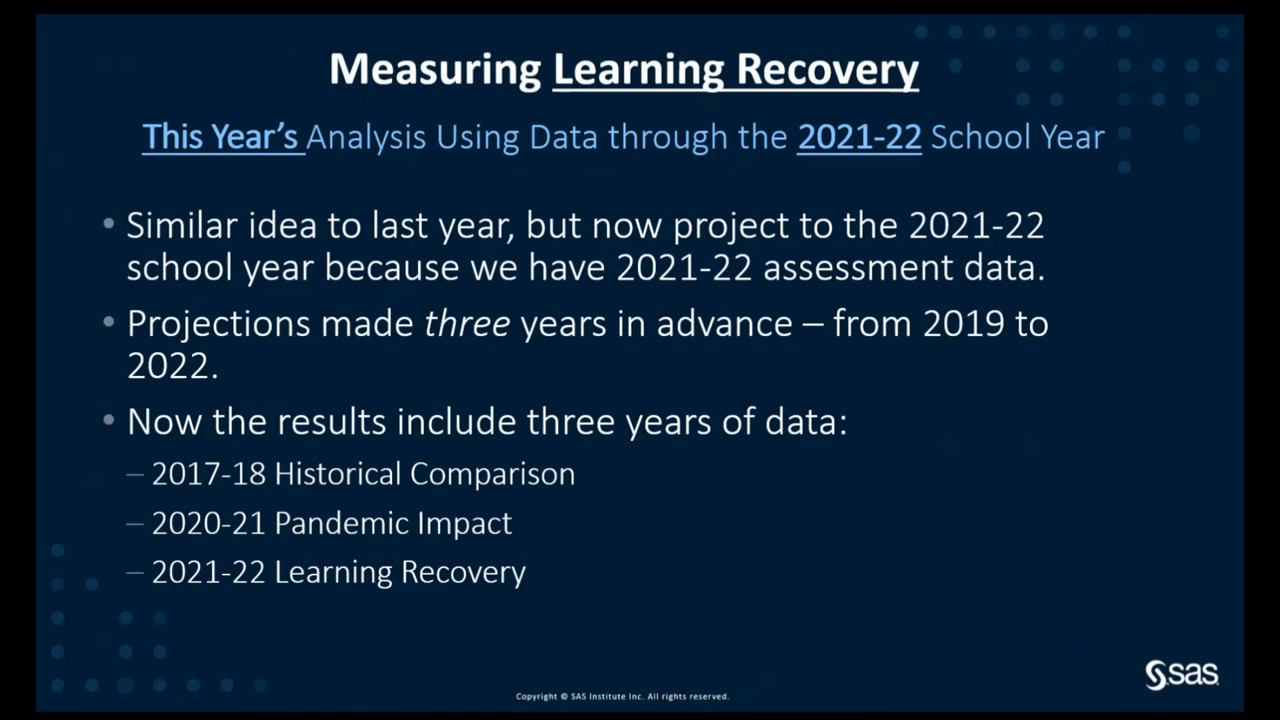 Measuring Learning Recovery
This Year's Analysis Using Data through the 2021-22 School Year
• Similar idea to last year, but now project to the 2021-22
school year because we have 2021-22 assessment data.
• Projections made three years in advance – from 2019 to
2022.
• Now the results include three years of data:
– 2017-18 Historical Comparison
– 2020-21 Pandemic Impact
– 2021-22 Learning Recovery
sas
Copyright © SAS Institute Inc. All rights reserved.